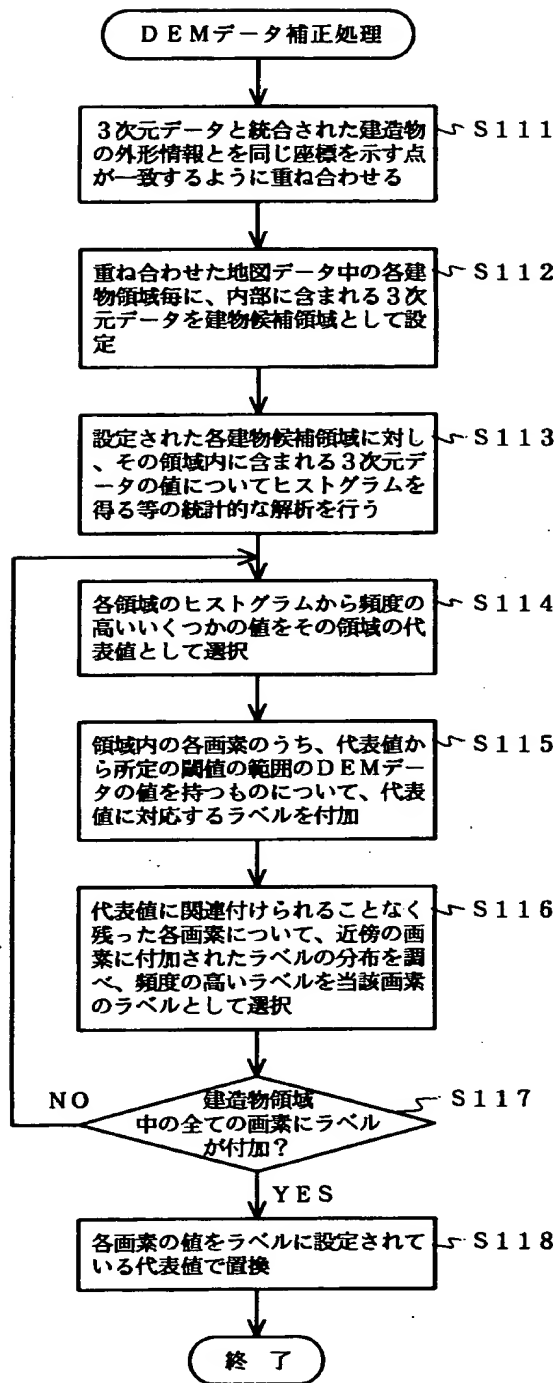 DEMデータ補正処理
3次元データと統合された建造物
の外形情報とを同じ座標を示す点
が一致するように重ね合わせる
S111
重ね合わせた地図データ中の各建
物領域毎に、内部に含まれる3次
元データを建物候補領域として設
定
S112
設定された各建物候補領域に対し
、その領域内に含まれる3次元デ
ータの値についてヒストグラムを
得る等の統計的な解析を行う
S113
各領域のヒストグラムから頻度の
高いいくつかの値をその領域の代
表値として選択
S114
領域内の各画素のうち、代表値か
ら所定の閾値の範囲のDEMデー
タの値を持つものについて、代表
値に対応するラベルを付加
S115
代表値に関連付けられることなく
残った各画素について、近傍の画
素に付加されたラベルの分布を調
べ、頻度の高いラベルを当該画素
のラベルとして選択
S116
建造物領域
中の全ての画素にラベル
が付加?
S117
NO
YES
各画素の値をラベルに設定されて
いる代表値で置換
S118
終了